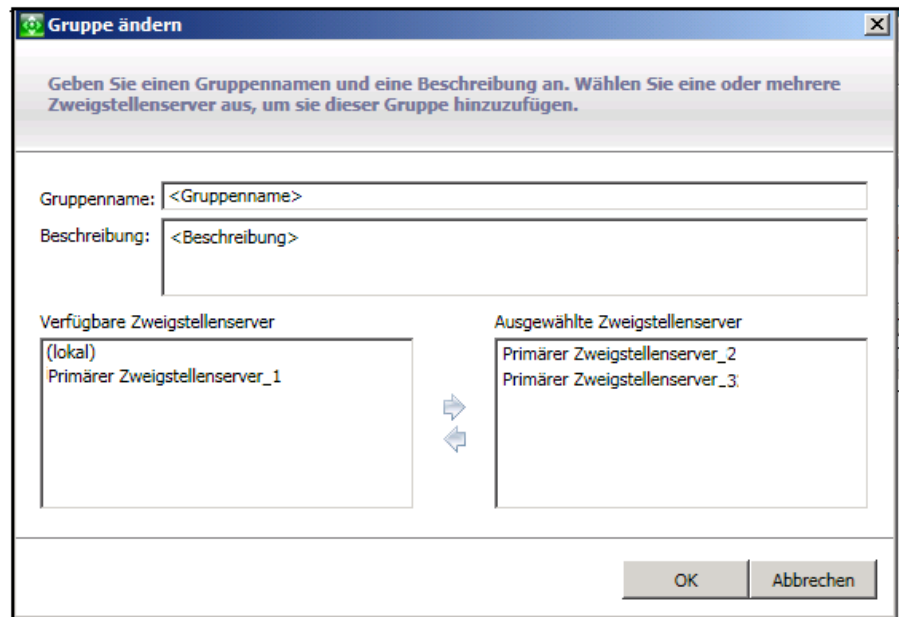 Gruppe ändern
Geben Sie einen Gruppennamen und eine Beschreibung an. Wählen Sie eine oder mehrere
Zweigstellenserver aus, um sie dieser Gruppe hinzuzufügen.
Gruppenname: <Gruppenname>
Beschreibung: <Beschreibung>
Verfügbare Zweigstellenserver
(lokal)
Primärer Zweigstellenserver_1
Ausgewählte Zweigstellenserver
Primärer Zweigstellenserver_2
Primärer Zweigstellenserver_3
OK Abbrechen